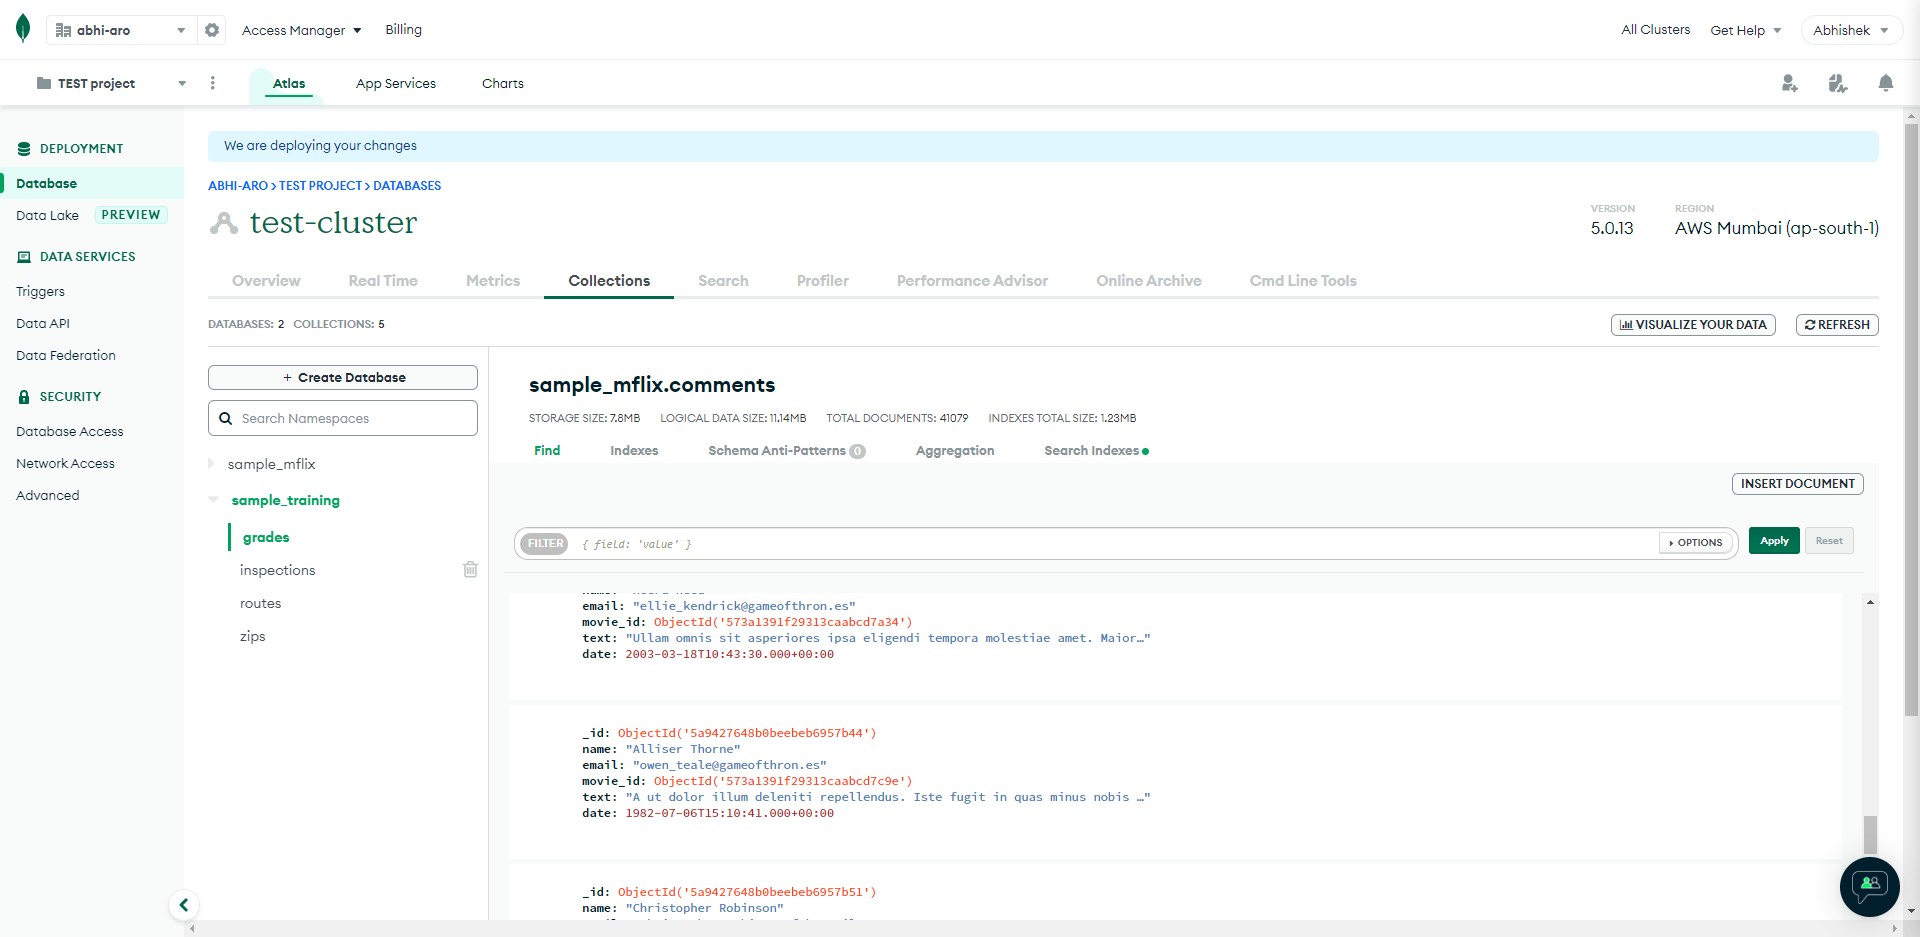 abhi-aro
Access Manager
Billing
All Clusters
Get Help
Abhishek
TEST project
Atlas
App Services
Charts
DEPLOYMENT
Database
Data Lake PREVIEW
DATA SERVICES
Triggers
Data API
Data Federation
SECURITY
Database Access
Network Access
Advanced
We are deploying your changes
ABHI-ARO > TEST PROJECT > DATABASES
test-cluster
VERSION
5.0.13
REGION
AWS Mumbai (ap-south-1)
Overview
Real Time
Metrics
Collections
Search
Profiler
Performance Advisor
Online Archive
Cmd Line Tools
DATABASES: 2 COLLECTIONS: 5
VISUALIZE YOUR DATA
REFRESH
+ Create Database
Search Namespaces
sample_mflix
sample_training
grades
inspections
routes
zips
sample_mflix.comments
STORAGE SIZE: 7.8MB LOGICAL DATA SIZE: 11.14MB TOTAL DOCUMENTS: 41079 INDEXES TOTAL SIZE: 1.23MB
Find
Indexes
Schema Anti-Patterns 0
Aggregation
Search Indexes
INSERT DOCUMENT
FILTER { field: 'value' }
OPTIONS
Apply
Reset
email: "ellie_kendrick@gameofthron.es"
movie_id: ObjectId('573a1391f29313caabcd7a34')
text: "Ullam omnis sit asperiores ipsa eligendi tempora molestiae amet. Maior…"
date: 2003-03-18T10:43:30.000+00:00
_id: ObjectId('5a9427648b0beebeb6957b44')
name: "Alliser Thorne"
email: "owen_teale@gameofthron.es"
movie_id: ObjectId('573a1391f29313caabcd7c9e')
text: "A ut dolor illum deleniti repellendus. Iste fugit in quas minus nobis …"
date: 1982-07-06T15:10:41.000+00:00
_id: ObjectId('5a9427648b0beebeb6957b51')
name: "Christopher Robinson"